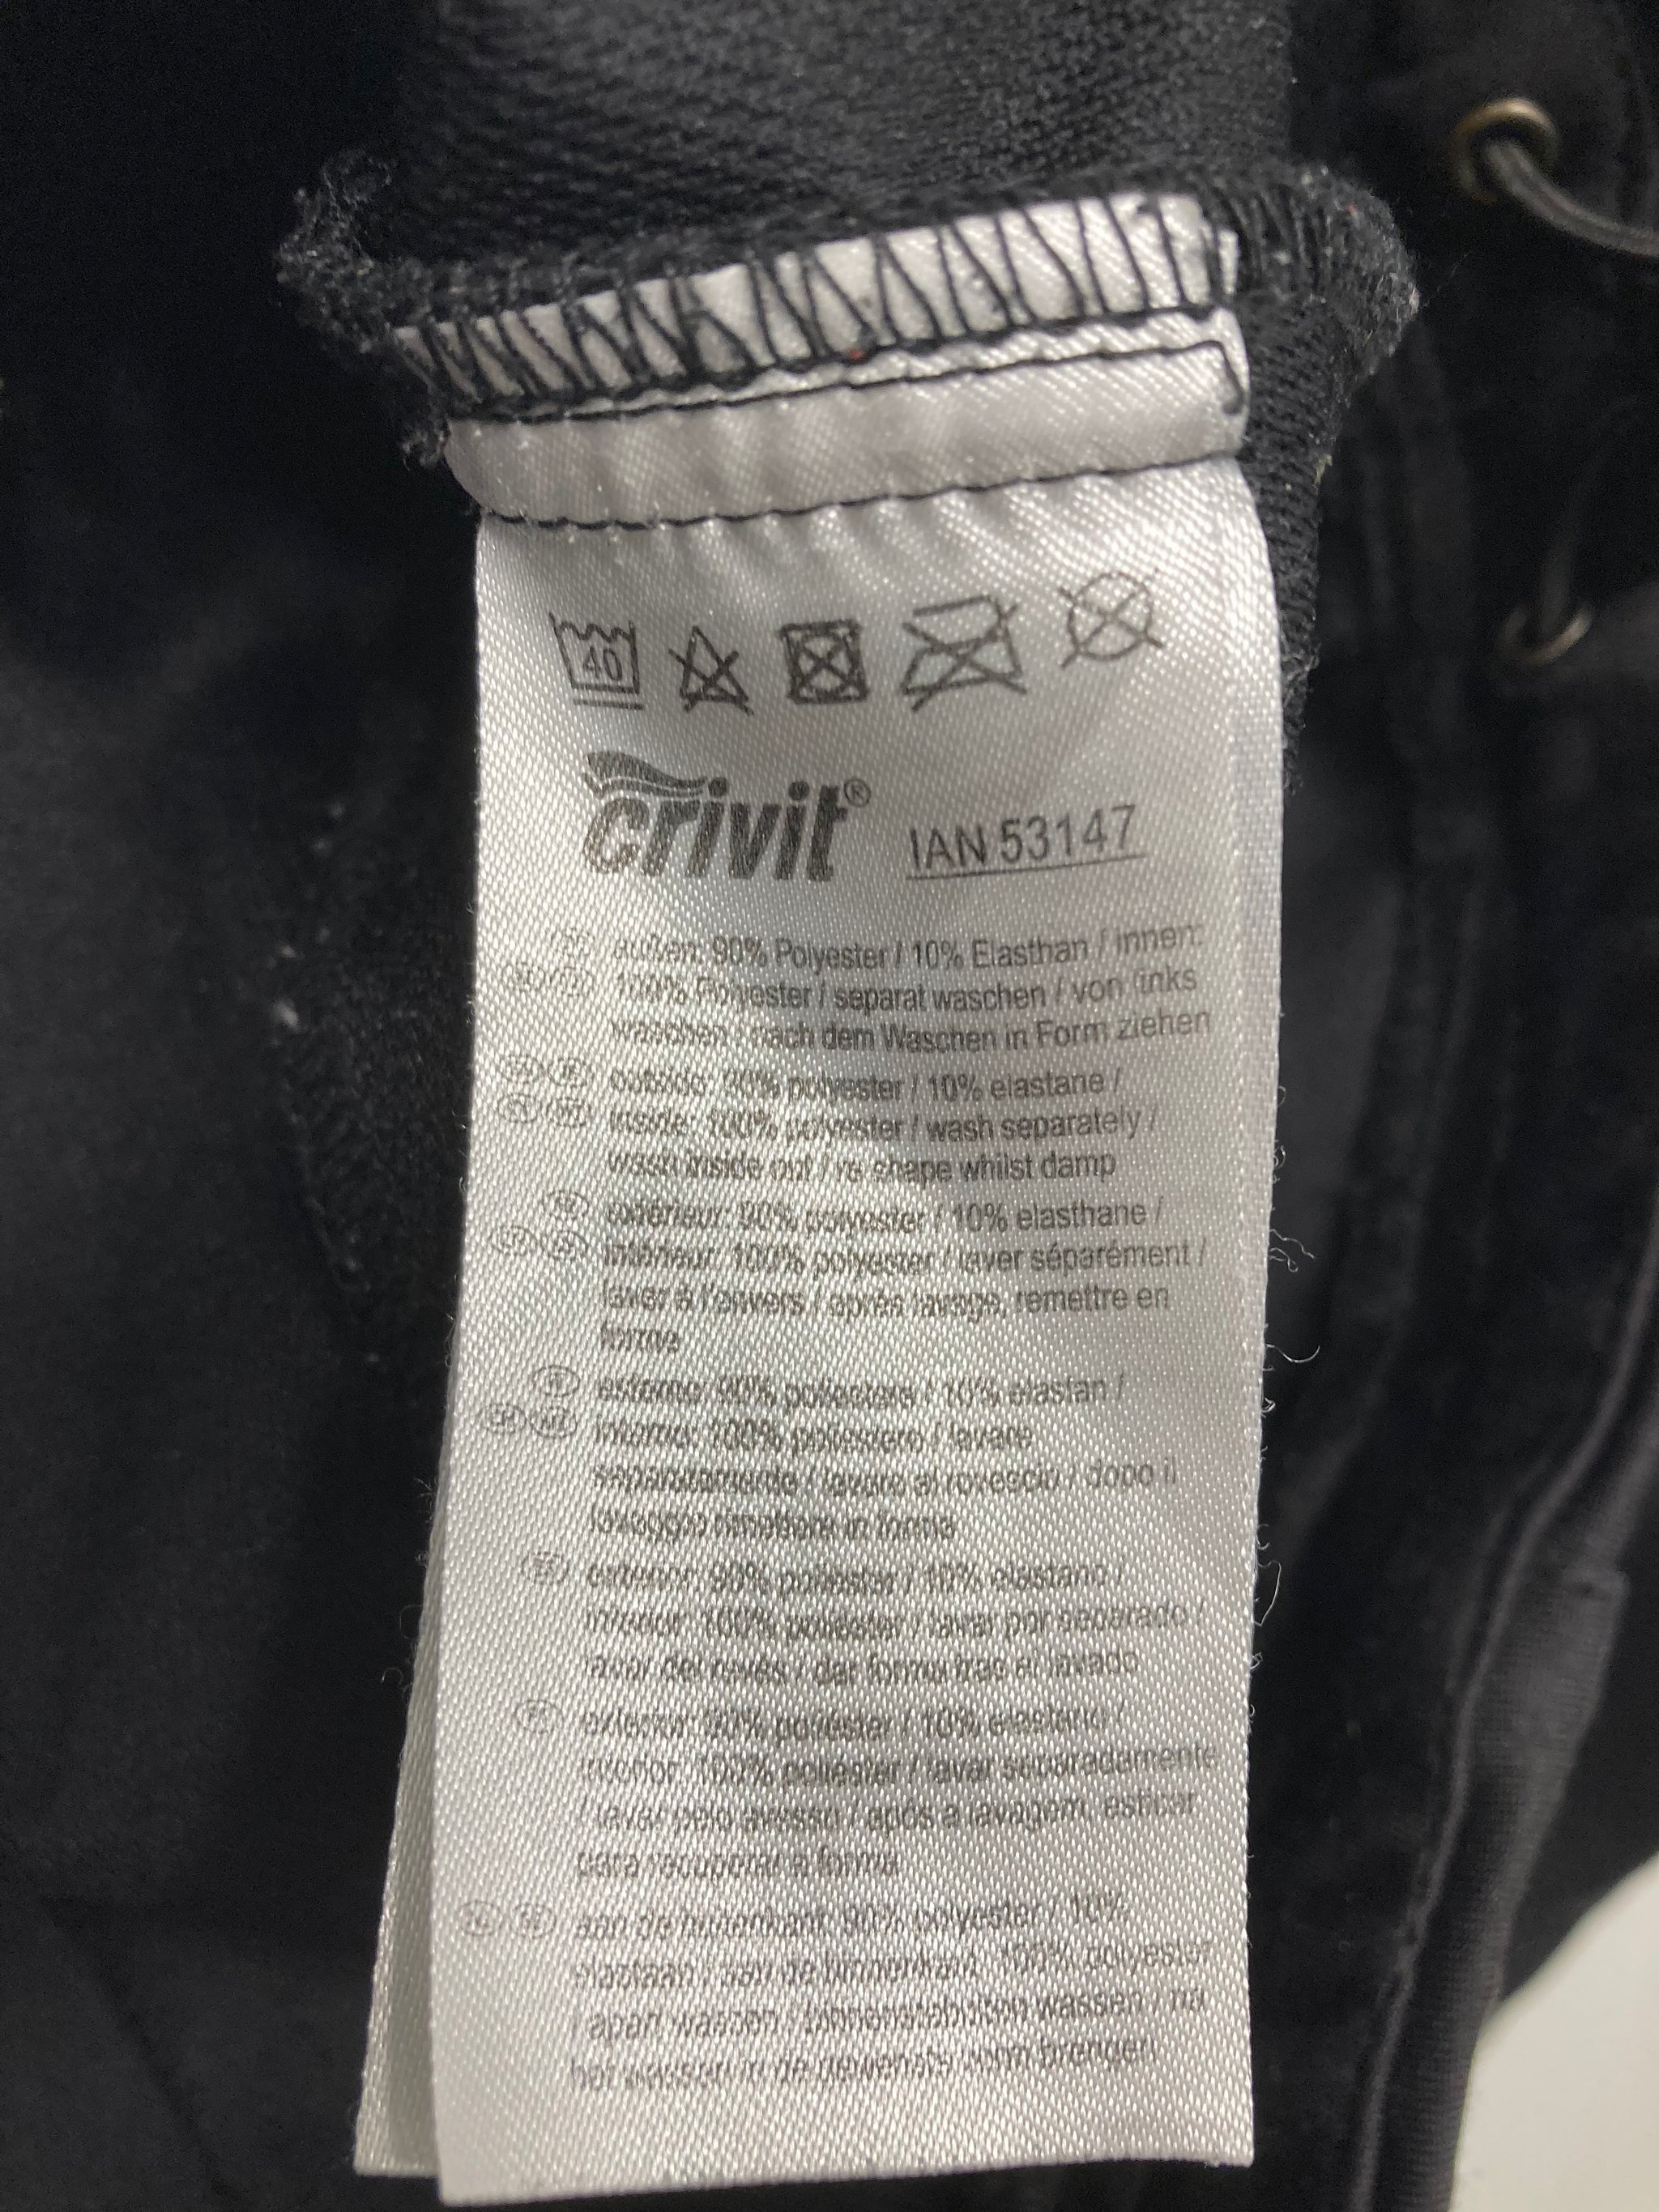 40
crivit® IAN 53147
außen: 90% Polyester / 10% Elasthan / innen:
100% Polyester / separat waschen / von links
waschen / nach dem Waschen in Form ziehen
outside: 90% polyester / 10% elastane /
inside: 100% polyester / wash separately /
wash inside out / re-shape whilst damp
extérieur: 90% polyester / 10% elasthane /
intérieur: 100% polyester / laver séparément /
laver à l'envers / après lavage, remettre en
forme
esterno: 90% poliestere / 10% elastan /
interno: 100% poliestere / lavare
separatamente / lavare al rovescio / dopo il
lavaggio rimettere in forma
exterior: 90% poliéster / 10% elastano /
interior: 100% poliéster / lavar por separado /
lavar del revés / dar forma tras el lavado
exterior: 90% poliéster / 10% elastano /
interior: 100% poliéster / lavar separadamente
/ lavar pelo avesso / após a lavagem, esticar
para recuperar a forma
aan de buitenkant: 90% polyester / 10%
elastaan / aan de binnenkant: 100% polyester
/ apart wassen / binnenstebuiten wassen / na
het wassen in de gewenste vorm brengen